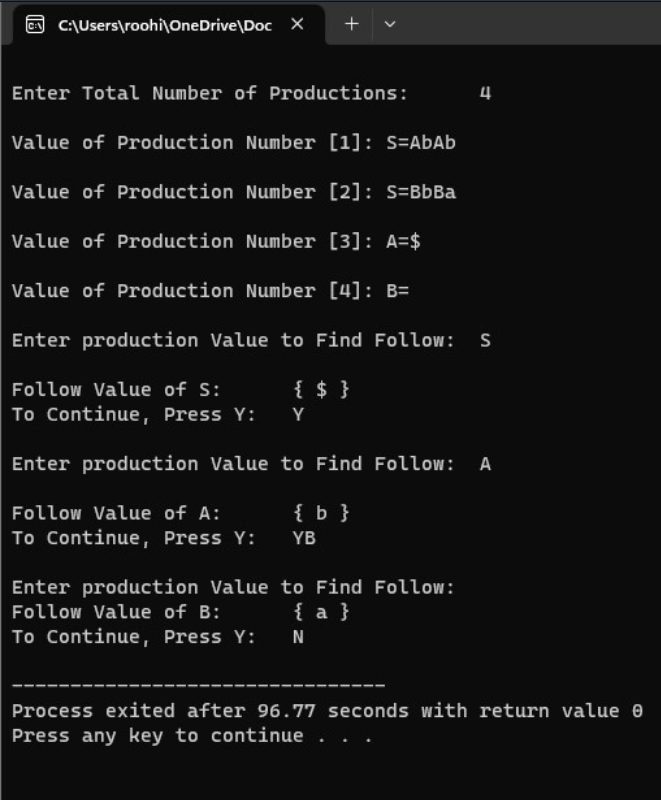 C:\Users\roohi\OneDrive\Doc
Enter Total Number of Productions: 4
Value of Production Number [1]: S=AbAb
Value of Production Number [2]: S=BbBa
Value of Production Number [3]: A=$
Value of Production Number [4]: B=
Enter production Value to Find Follow: S
Follow Value of S: { $ }
To Continue, Press Y: Y
Enter production Value to Find Follow: A
Follow Value of A: { b }
To Continue, Press Y: YB
Enter production Value to Find Follow:
Follow Value of B: { a }
To Continue, Press Y: N
--------------------------------
Process exited after 96.77 seconds with return value 0
Press any key to continue . . .